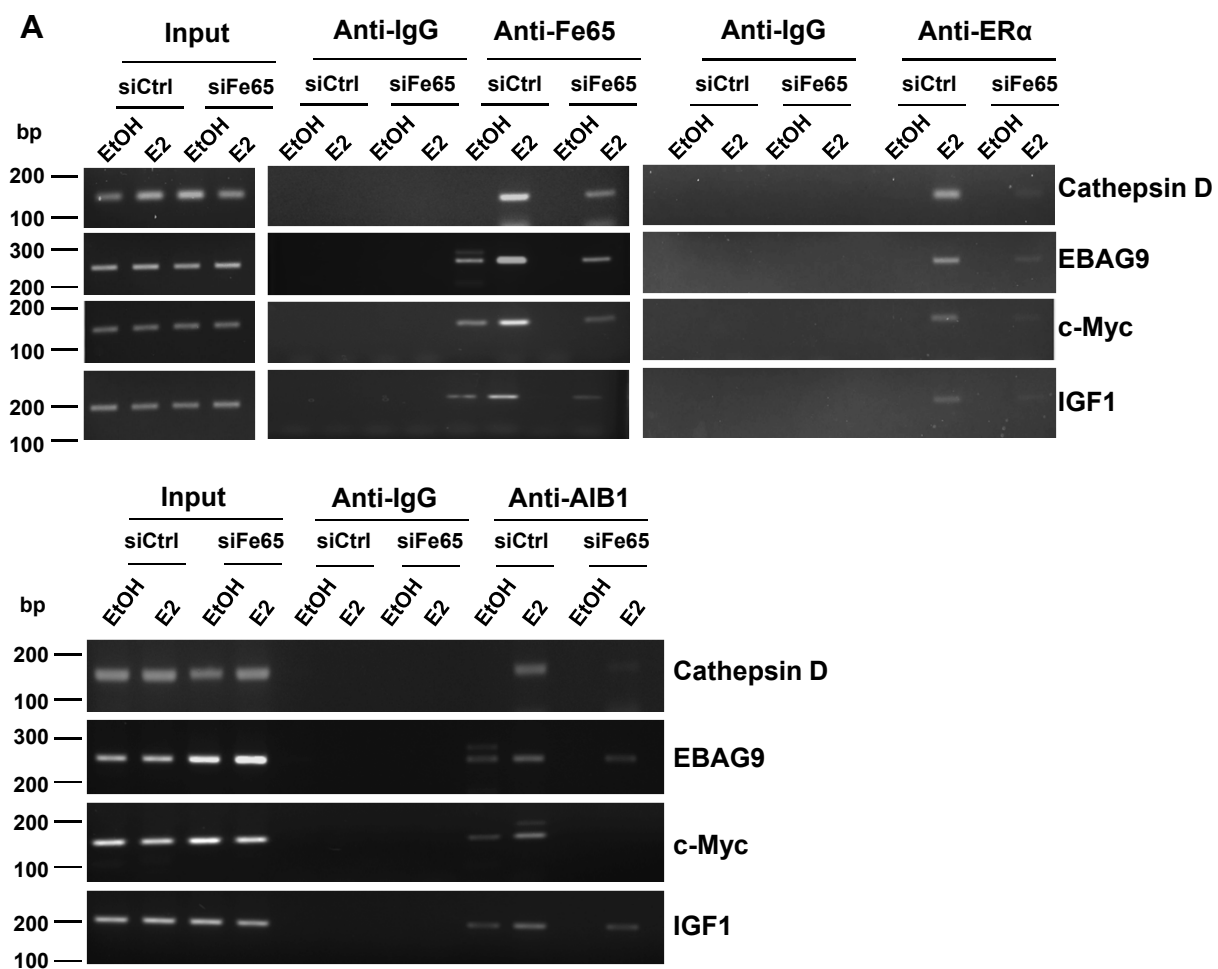 A
Input Anti-IgG Anti-Fe65 Anti-IgG Anti-ERα
siCtrl siFe65 siCtrl siFe65 siCtrl siFe65 siCtrl siFe65 siCtrl siFe65
bp EtOH E2 EtOH E2 EtOH E2 EtOH E2 EtOH E2 EtOH E2 EtOH E2 EtOH E2 EtOH E2 EtOH E2
200 Cathepsin D
100
300 EBAG9
200
200 c-Myc
100
200 IGF1
100
Input Anti-IgG Anti-AIB1
siCtrl siFe65 siCtrl siFe65 siCtrl siFe65
bp EtOH E2 EtOH E2 EtOH E2 EtOH E2 EtOH E2 EtOH E2
200 Cathepsin D
100
300 EBAG9
200
200 c-Myc
100
200 IGF1
100